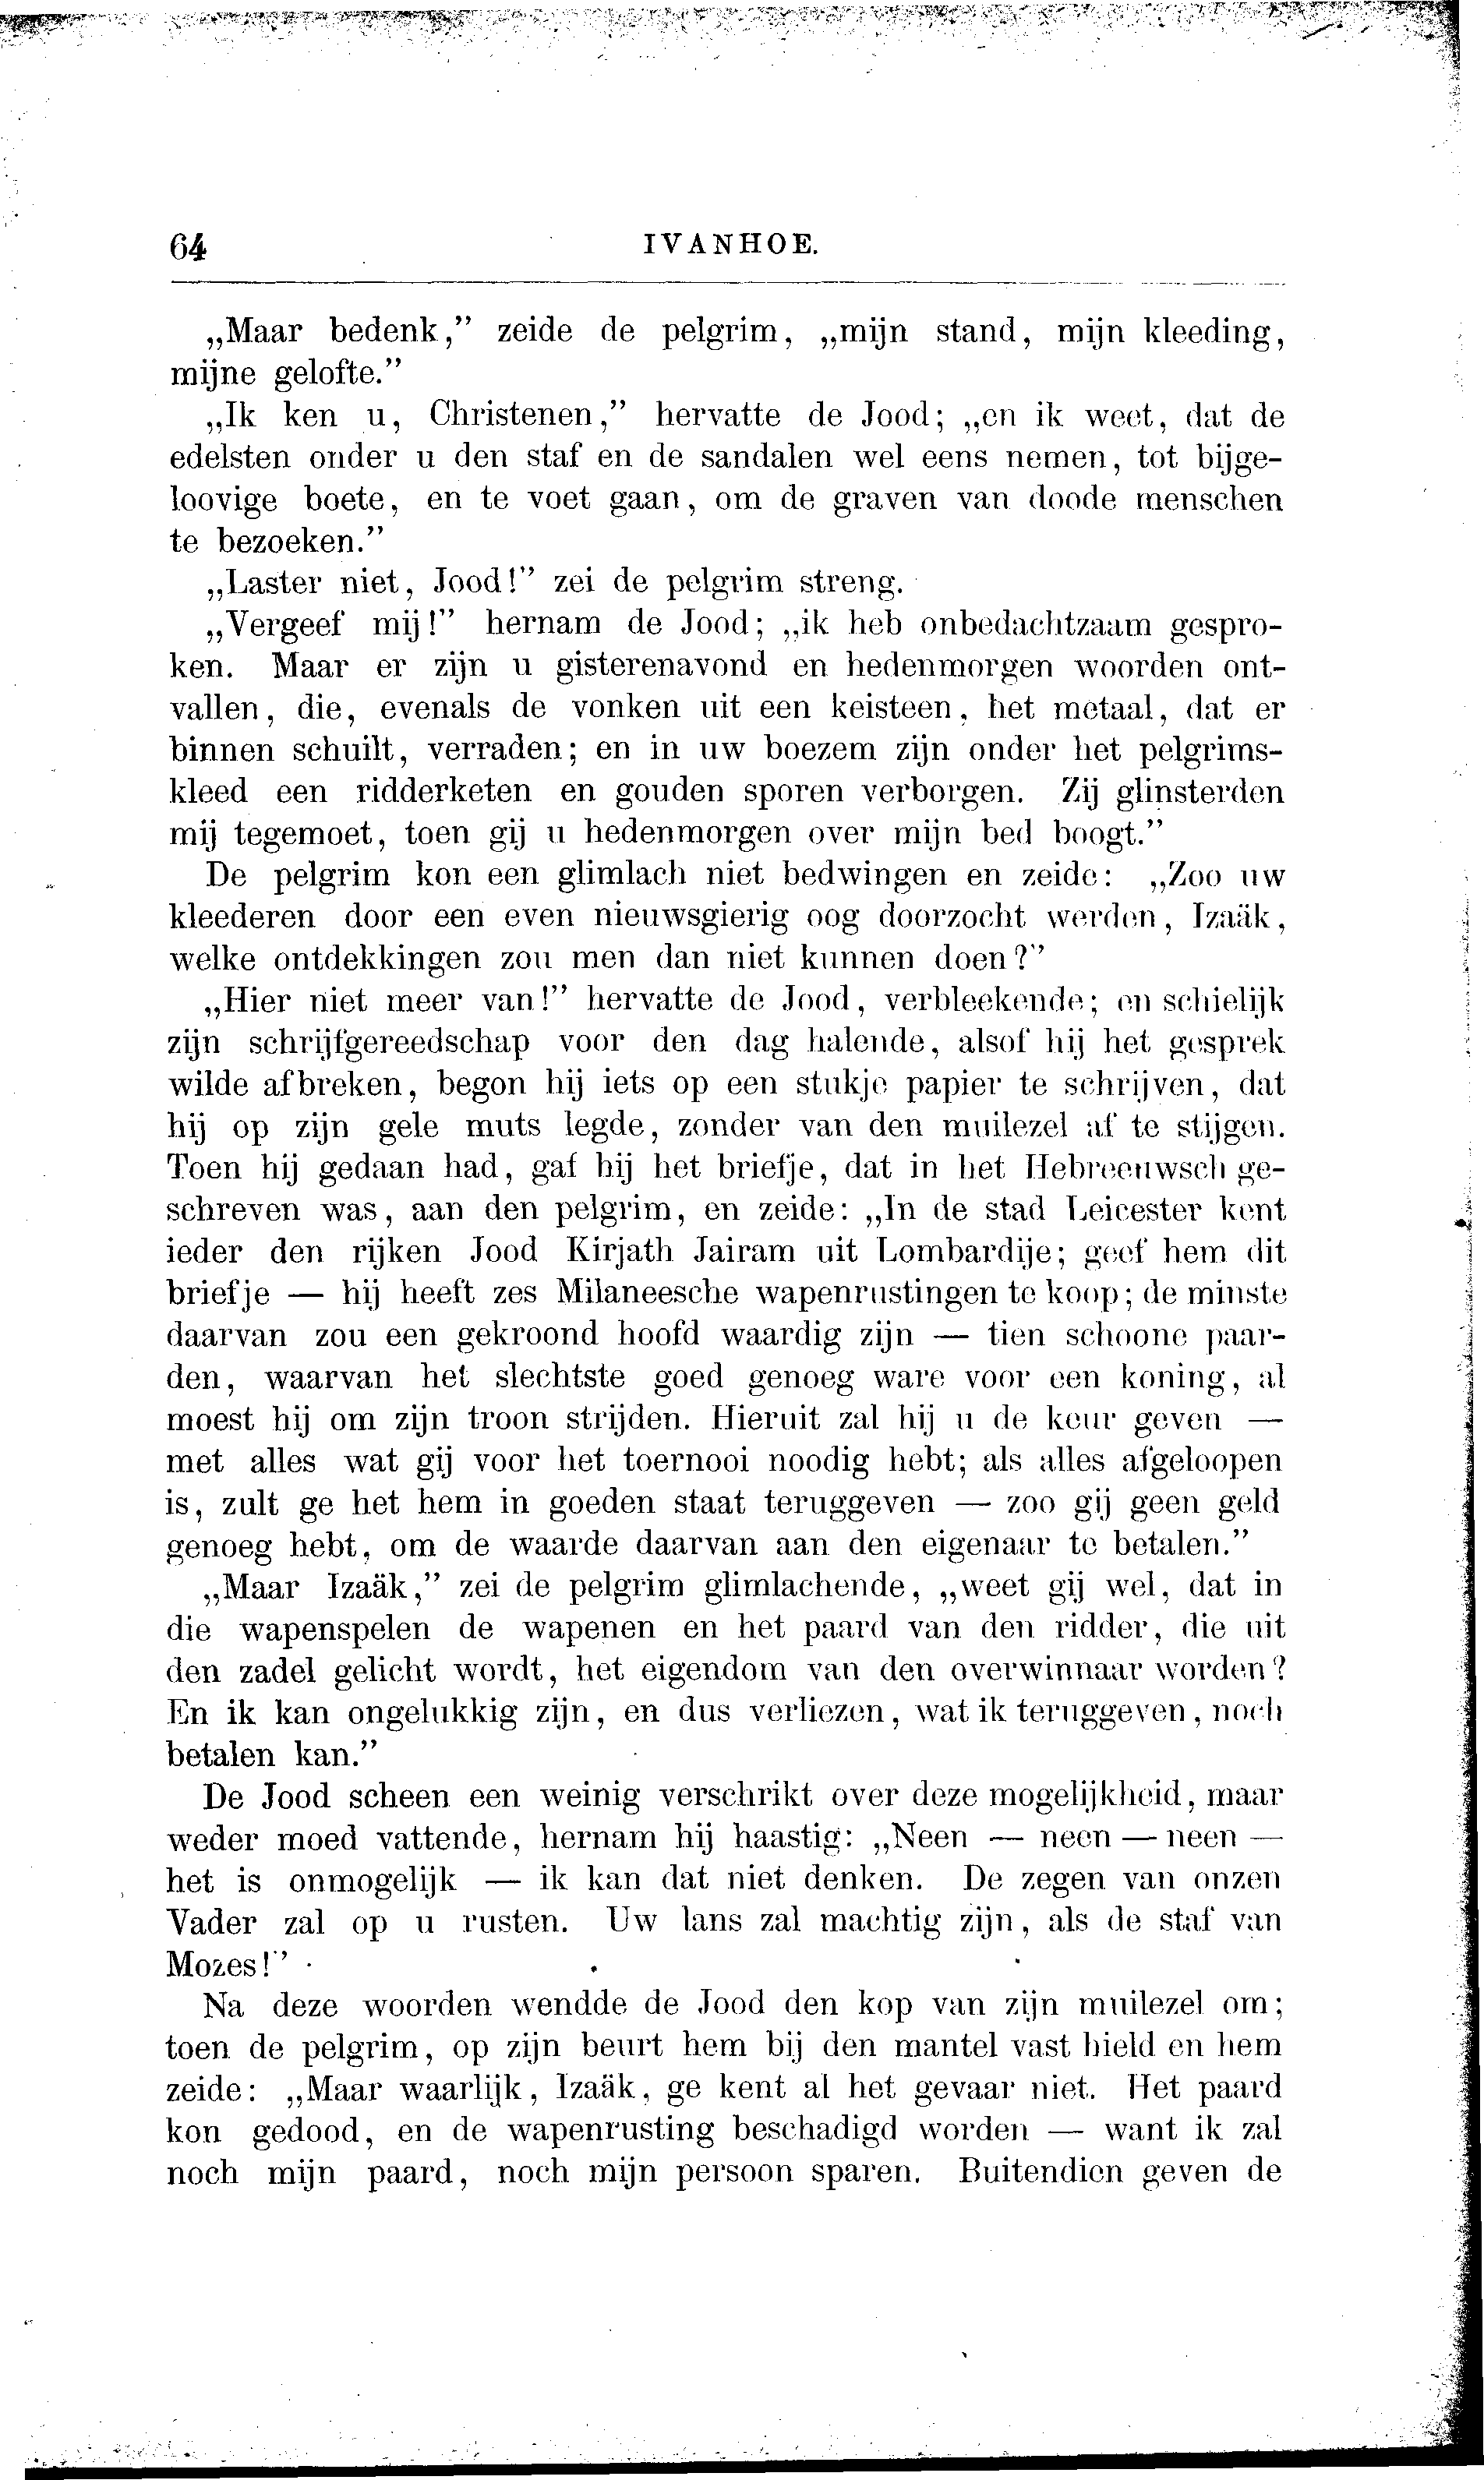 64
IVANHOE.
„Maar bedenk,” zeide de pelgrim, „mijn stand, mijn kleeding,
mijne gelofte.”
„Ik ken u, Christenen,” hervatte de Jood; „en ik weet, dat de
edelsten onder u den staf en de sandalen wel eens nemen, tot bijge-
loovige boete, en te voet gaan, om de graven van doode menschen
te bezoeken.”
„Laster niet, Jood!” zei de pelgrim streng.
„Vergeef mij!” hernam de Jood; „ik heb onbedachtzaam gespro-
ken. Maar er zijn u gisterenavond en hedenmorgen woorden ont-
vallen, die, evenals de vonken uit een keisteen, het metaal, dat er
binnen schuilt, verraden; en in uw boezem zijn onder het pelgrims-
kleed een ridderketen en gouden sporen verborgen. Zij glinsterden
mij tegemoet, toen gij u hedenmorgen over mijn bed boogt.”
De pelgrim kon een glimlach niet bedwingen en zeide: „Zoo uw
kleederen door een even nieuwsgierig oog doorzocht werden, Izaäk,
welke ontdekkingen zou men dan niet kunnen doen?”
„Hier niet meer van!” hervatte de Jood, verbleekende; en schielijk
zijn schrijfgereedschap voor den dag halende, alsof hij het gesprek
wilde afbreken, begon hij iets op een stukje papier te schrijven, dat
hij op zijn gele muts legde, zonder van den muilezel af te stijgen.
Toen hij gedaan had, gaf hij het briefje, dat in het Hebreeuwsch ge-
schreven was, aan den pelgrim, en zeide: „In de stad Leicester kent
ieder den rijken Jood Kirjath Jairam uit Lombardije; geef hem dit
briefje — hij heeft zes Milaneesche wapenrustingen te koop; de minste
daarvan zou een gekroond hoofd waardig zijn — tien schoone paar-
den, waarvan het slechtste goed genoeg ware voor een koning, al
moest hij om zijn troon strijden. Hieruit zal hij u de keur geven —
met alles wat gij voor het toernooi noodig hebt; als alles afgeloopen
is, zult ge het hem in goeden staat teruggeven — zoo gij geen geld
genoeg hebt, om de waarde daarvan aan den eigenaar te betalen.”
„Maar Izaäk,” zei de pelgrim glimlachende, „weet gij wel, dat in
die wapenspelen de wapenen en het paard van den ridder, die uit
den zadel gelicht wordt, het eigendom van den overwinnaar worden?
En ik kan ongelukkig zijn, en dus verliezen, wat ik teruggeven, noch
betalen kan.”
De Jood scheen een weinig verschrikt over deze mogelijkheid, maar
weder moed vattende, hernam hij haastig: „Neen — neen — neen —
het is onmogelijk — ik kan dat niet denken. De zegen van onzen
Vader zal op u rusten. Uw lans zal machtig zijn, als de staf van
Mozes!”
Na deze woorden wendde de Jood den kop van zijn muilezel om;
toen de pelgrim, op zijn beurt hem bij den mantel vast hield en hem
zeide: „Maar waarlijk, Izaäk, ge kent al het gevaar niet. Het paard
kon gedood, en de wapenrusting beschadigd worden — want ik zal
noch mijn paard, noch mijn persoon sparen. Buitendien geven de